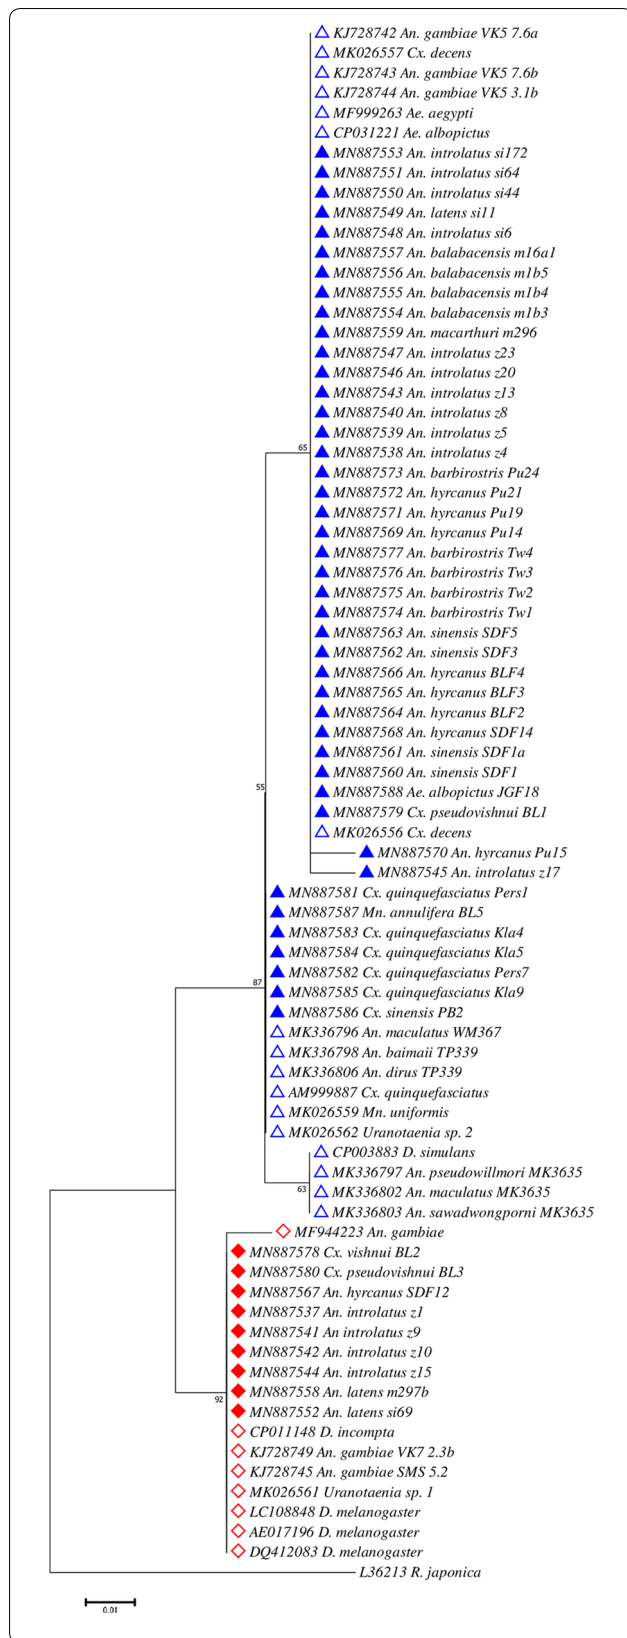 KJ728742 An. gambiae VK5 7.6a
MK026557 Cx. decens
KJ728743 An. gambiae VK5 7.6b
KJ728744 An. gambiae VK5 3.1b
MF999263 Ae. aegypti
CP031221 Ae. albopictus
MN887553 An. introlatus si172
MN887551 An. introlatus si64
MN887550 An. introlatus si44
MN887549 An. latens si11
MN887548 An. introlatus si6
MN887557 An. balabacensis m16a1
MN887556 An. balabacensis m1b5
MN887555 An. balabacensis m1b4
MN887554 An. balabacensis m1b3
MN887559 An. macarthuri m296
MN887547 An. introlatus z23
MN887546 An. introlatus z20
MN887543 An. introlatus z13
MN887540 An. introlatus z8
MN887539 An. introlatus z5
65 MN887538 An. introlatus z4
MN887573 An. barbirostris Pu24
MN887572 An. hyrcanus Pu21
MN887571 An. hyrcanus Pu19
MN887569 An. hyrcanus Pu14
MN887577 An. barbirostris Tw4
MN887576 An. barbirostris Tw3
MN887575 An. barbirostris Tw2
MN887574 An. barbirostris Tw1
MN887563 An. sinensis SDF5
MN887562 An. sinensis SDF3
MN887566 An. hyrcanus BLF4
MN887565 An. hyrcanus BLF3
MN887564 An. hyrcanus BLF2
MN887568 An. hyrcanus SDF14
MN887561 An. sinensis SDF1a
MN887560 An. sinensis SDF1
55 MN887588 Ae. albopictus JGF18
MN887579 Cx. pseudovishnui BL1
MK026556 Cx. decens
MN887570 An. hyrcanus Pu15
MN887545 An. introlatus z17
MN887581 Cx. quinquefasciatus Pers1
MN887587 Mn. annulifera BL5
MN887583 Cx. quinquefasciatus Kla4
MN887584 Cx. quinquefasciatus Kla5
MN887582 Cx. quinquefasciatus Pers7
87 MN887585 Cx. quinquefasciatus Kla9
MN887586 Cx. sinensis PB2
MK336796 An. maculatus WM367
MK336798 An. baimaii TP339
MK336806 An. dirus TP339
AM999887 Cx. quinquefasciatus
MK026559 Mn. uniformis
MK026562 Uranotaenia sp. 2
CP003883 D. simulans
MK336797 An. pseudowillmori MK3635
63 MK336802 An. maculatus MK3635
MK336803 An. sawadwongporni MK3635
MF944223 An. gambiae
MN887578 Cx. vishnui BL2
MN887580 Cx. pseudovishnui BL3
MN887567 An. hyrcanus SDF12
MN887537 An. introlatus z1
MN887541 An introlatus z9
MN887542 An. introlatus z10
MN887544 An. introlatus z15
MN887558 An. latens m297b
92 MN887552 An. latens si69
CP011148 D. incompta
KJ728749 An. gambiae VK7 2.3b
KJ728745 An. gambiae SMS 5.2
MK026561 Uranotaenia sp. 1
LC108848 D. melanogaster
AE017196 D. melanogaster
DQ412083 D. melanogaster
L36213 R. japonica
0.01